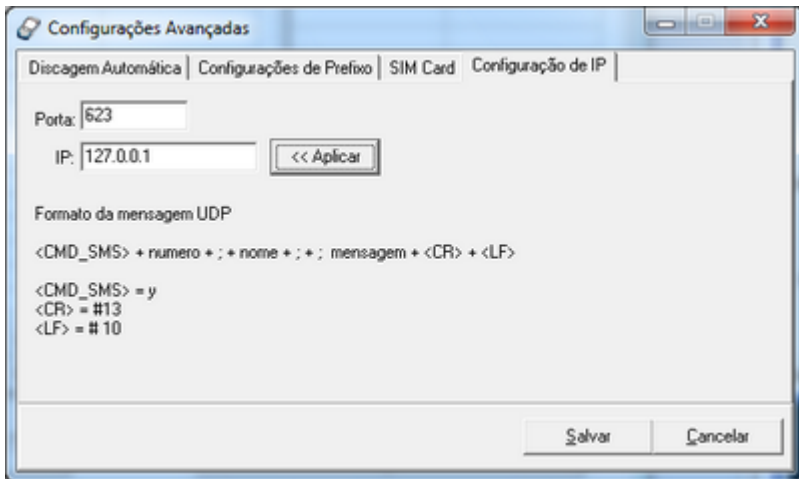 Configurações Avançadas
Discagem Automática Configurações de Prefixo SIM Card Configuração de IP
Porta: 623
IP: 127.0.0.1 << Aplicar
Formato da mensagem UDP
<CMD_SMS> + numero + ; + nome + ; + ; mensagem + <CR> + <LF>
<CMD_SMS> = y
<CR> = #13
<LF> = # 10
Salvar Cancelar